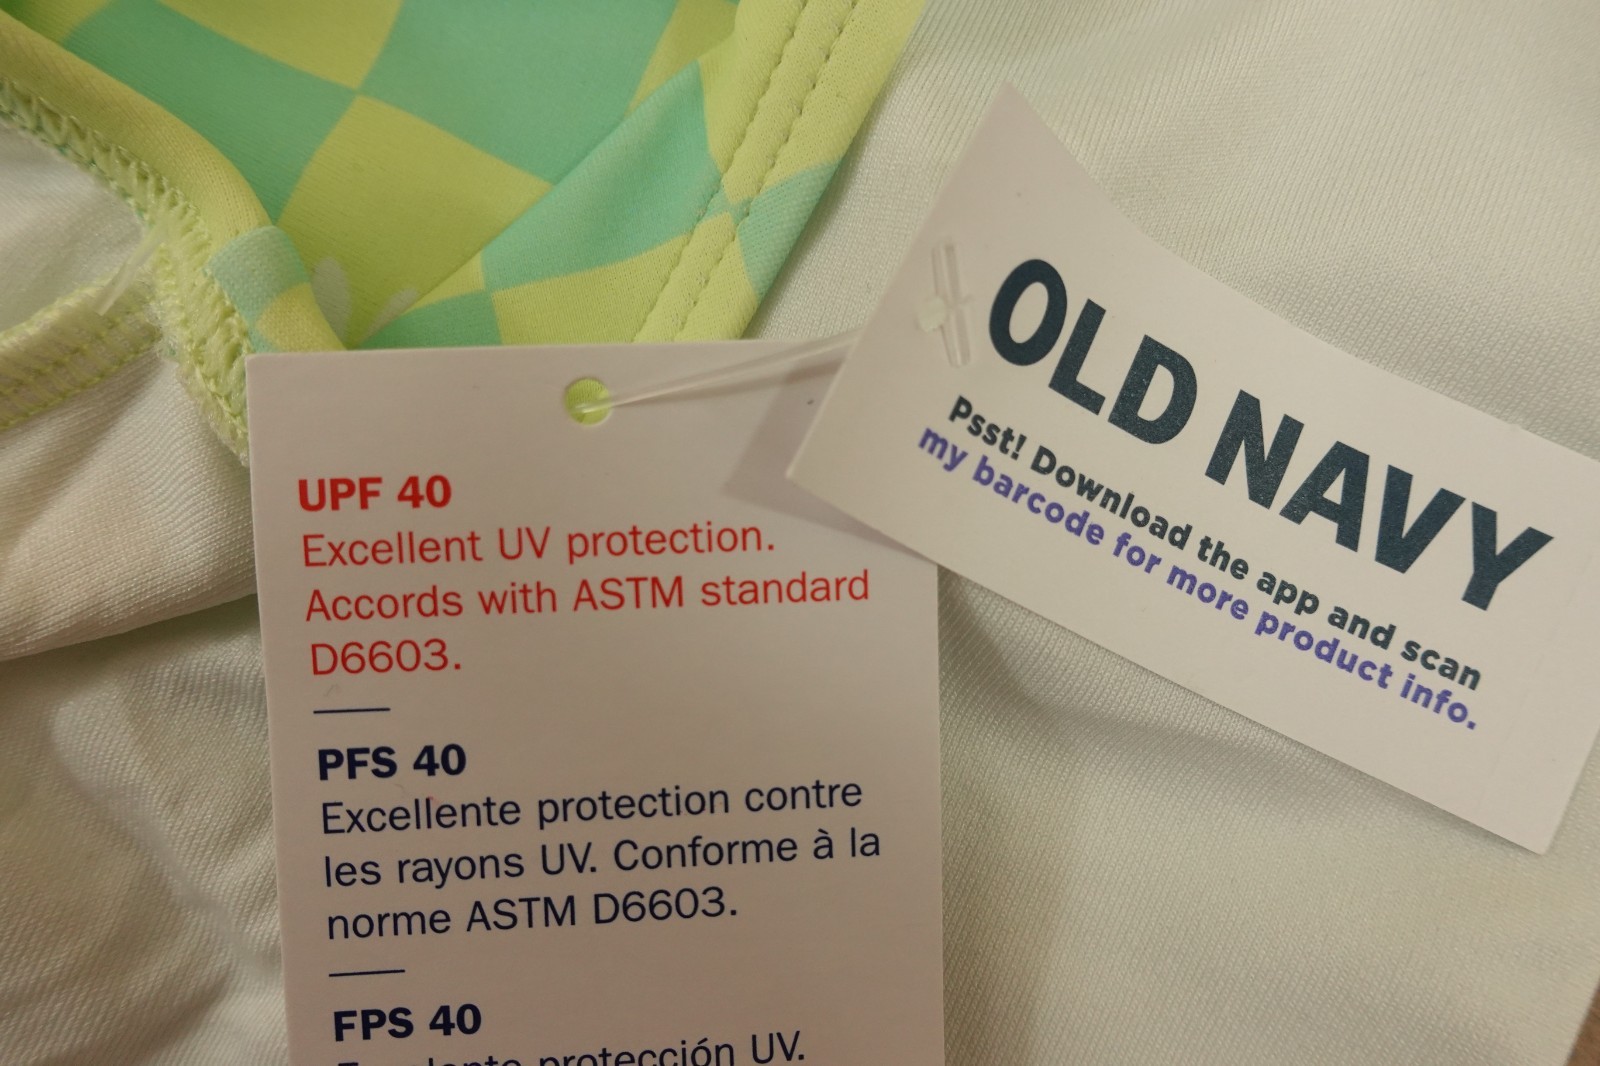 UPF 40
Excellent UV protection.
Accords with ASTM standard
D6603.
PFS 40
Excellente protection contre
les rayons UV. Conforme à la
norme ASTM D6603.
FPS 40
protección UV.
OLD NAVY
Psst! Download the app and scan
my barcode for more product info.